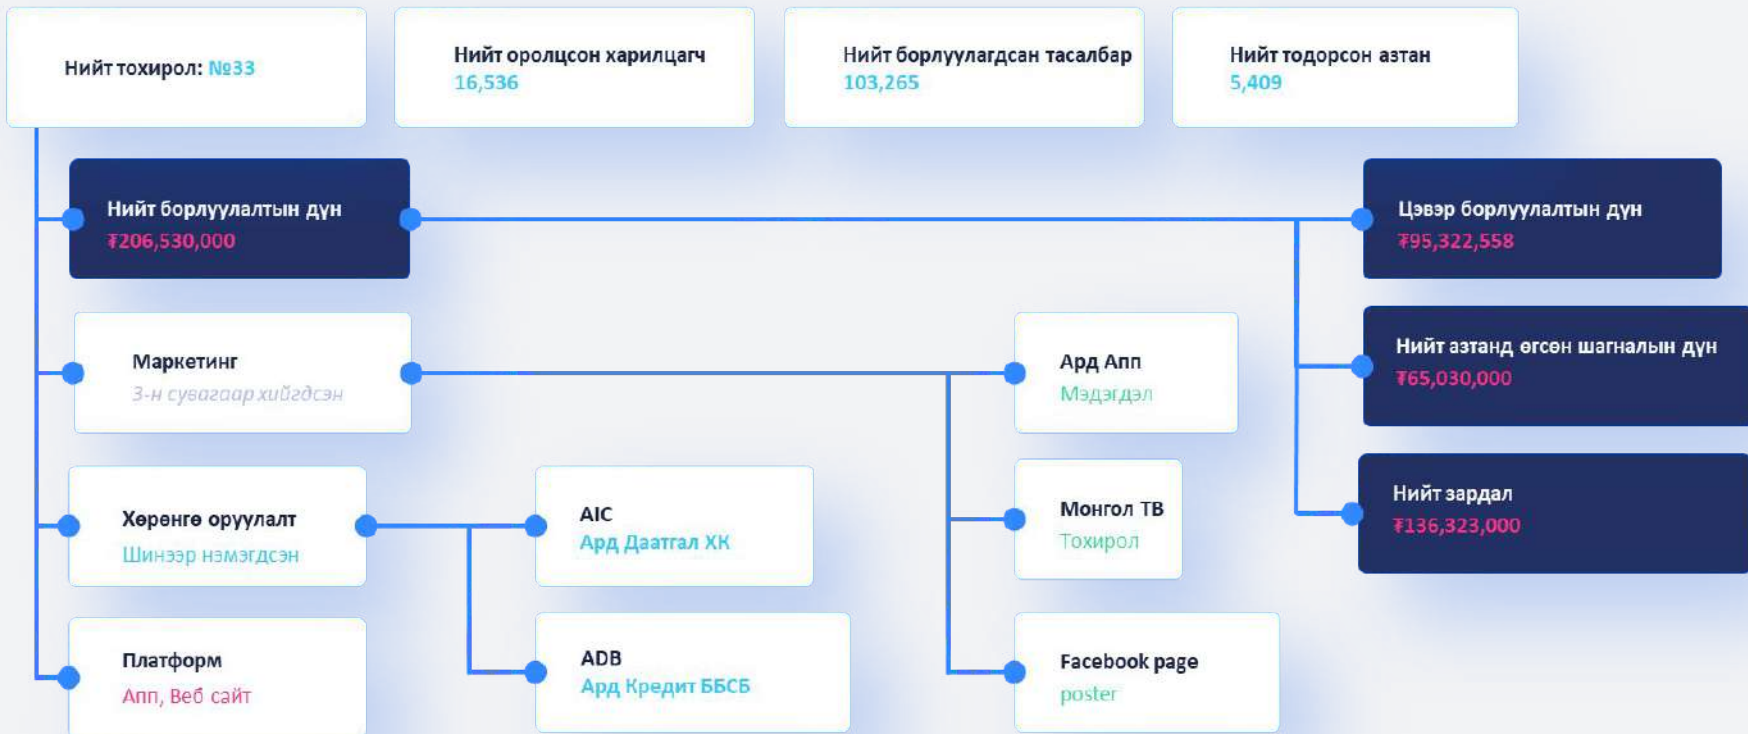 Нийт тохирол: №33
Нийт оролцсон харилцагч
16,536
Нийт борлуулагдсан тасалбар
103,265
Нийт тодорсон азтан
5,409
Нийт борлуулалтын дүн
₮206,530,000
Цэвэр борлуулалтын дүн
₮95,322,558
Нийт азтанд өгсөн шагналын дүн
₮65,030,000
Нийт зардал
₮136,323,000
Маркетинг
3-н сувагаар хийгдсэн
Ард Апп
Мэдэгдэл
Монгол ТВ
Тохирол
Facebook page
poster
Хөрөнгө оруулалт
Шинээр нэмэгдсэн
AIC
Ард Даатгал ХК
ADB
Ард Кредит ББСБ
Платформ
Апп, Веб сайт